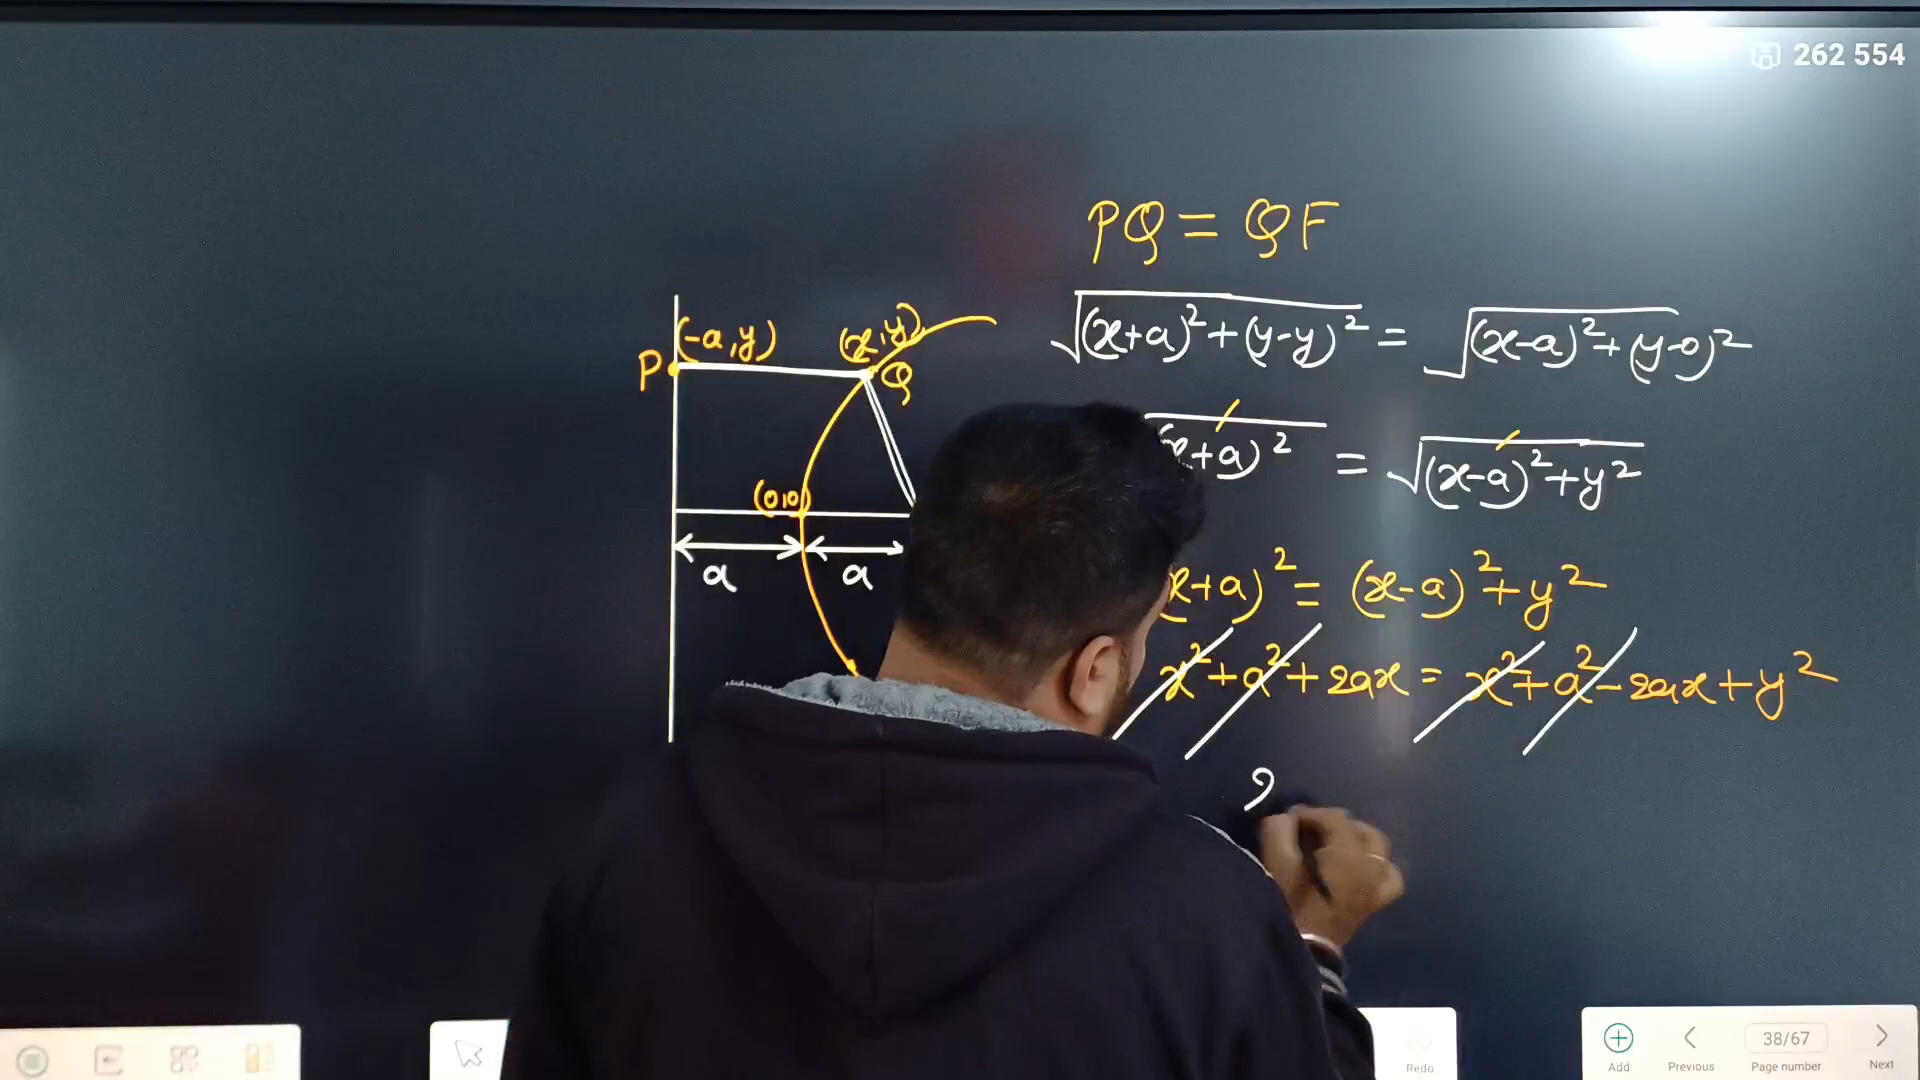 262 554
PQ = QF
√(x+a)²+(y-y)² = √(x-a)²+(y-0)²
(-a,y)
(x,y)
P
Q
(x+a)² = √(x-a)²+y²
(0,0)
a
a
x+a)² = (x-a)²+y²
x²+a²+2ax = x²+a²-2ax+y²
2
Redo
Add
Previous
38/67
Page number
Next